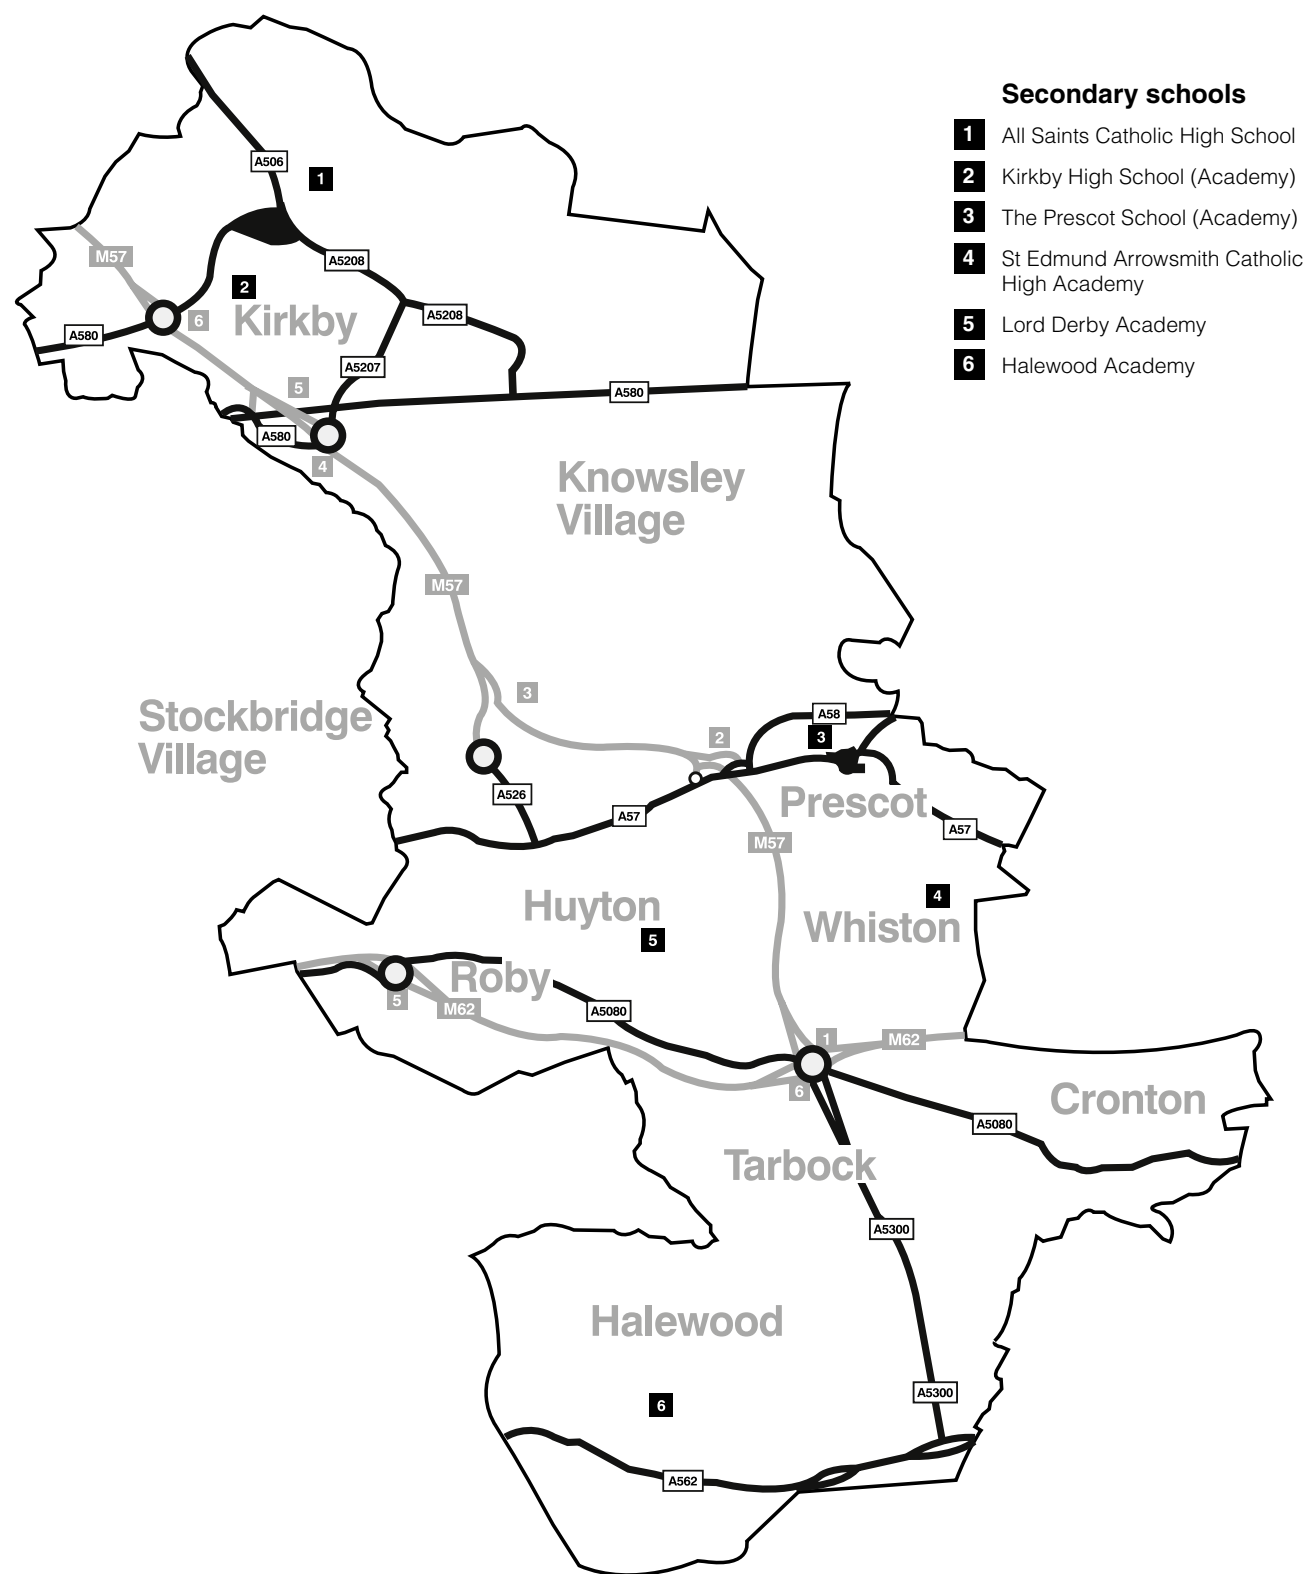 Secondary schools
1 All Saints Catholic High School
2 Kirkby High School (Academy)
3 The Prescot School (Academy)
4 St Edmund Arrowsmith Catholic
High Academy
5 Lord Derby Academy
6 Halewood Academy
A506
1
M57
A5208
2
6
Kirkby
A5208
A580
A5207
5
A580
A580
4
Knowsley
Village
M57
3
Stockbridge
Village
A58
2
3
A526
Prescot
A57
A57
M57
4
Huyton
Whiston
5
Roby
5
M62
A5080
1
M62
6
Cronton
A5080
Tarbock
A5300
Halewood
A5300
6
A562